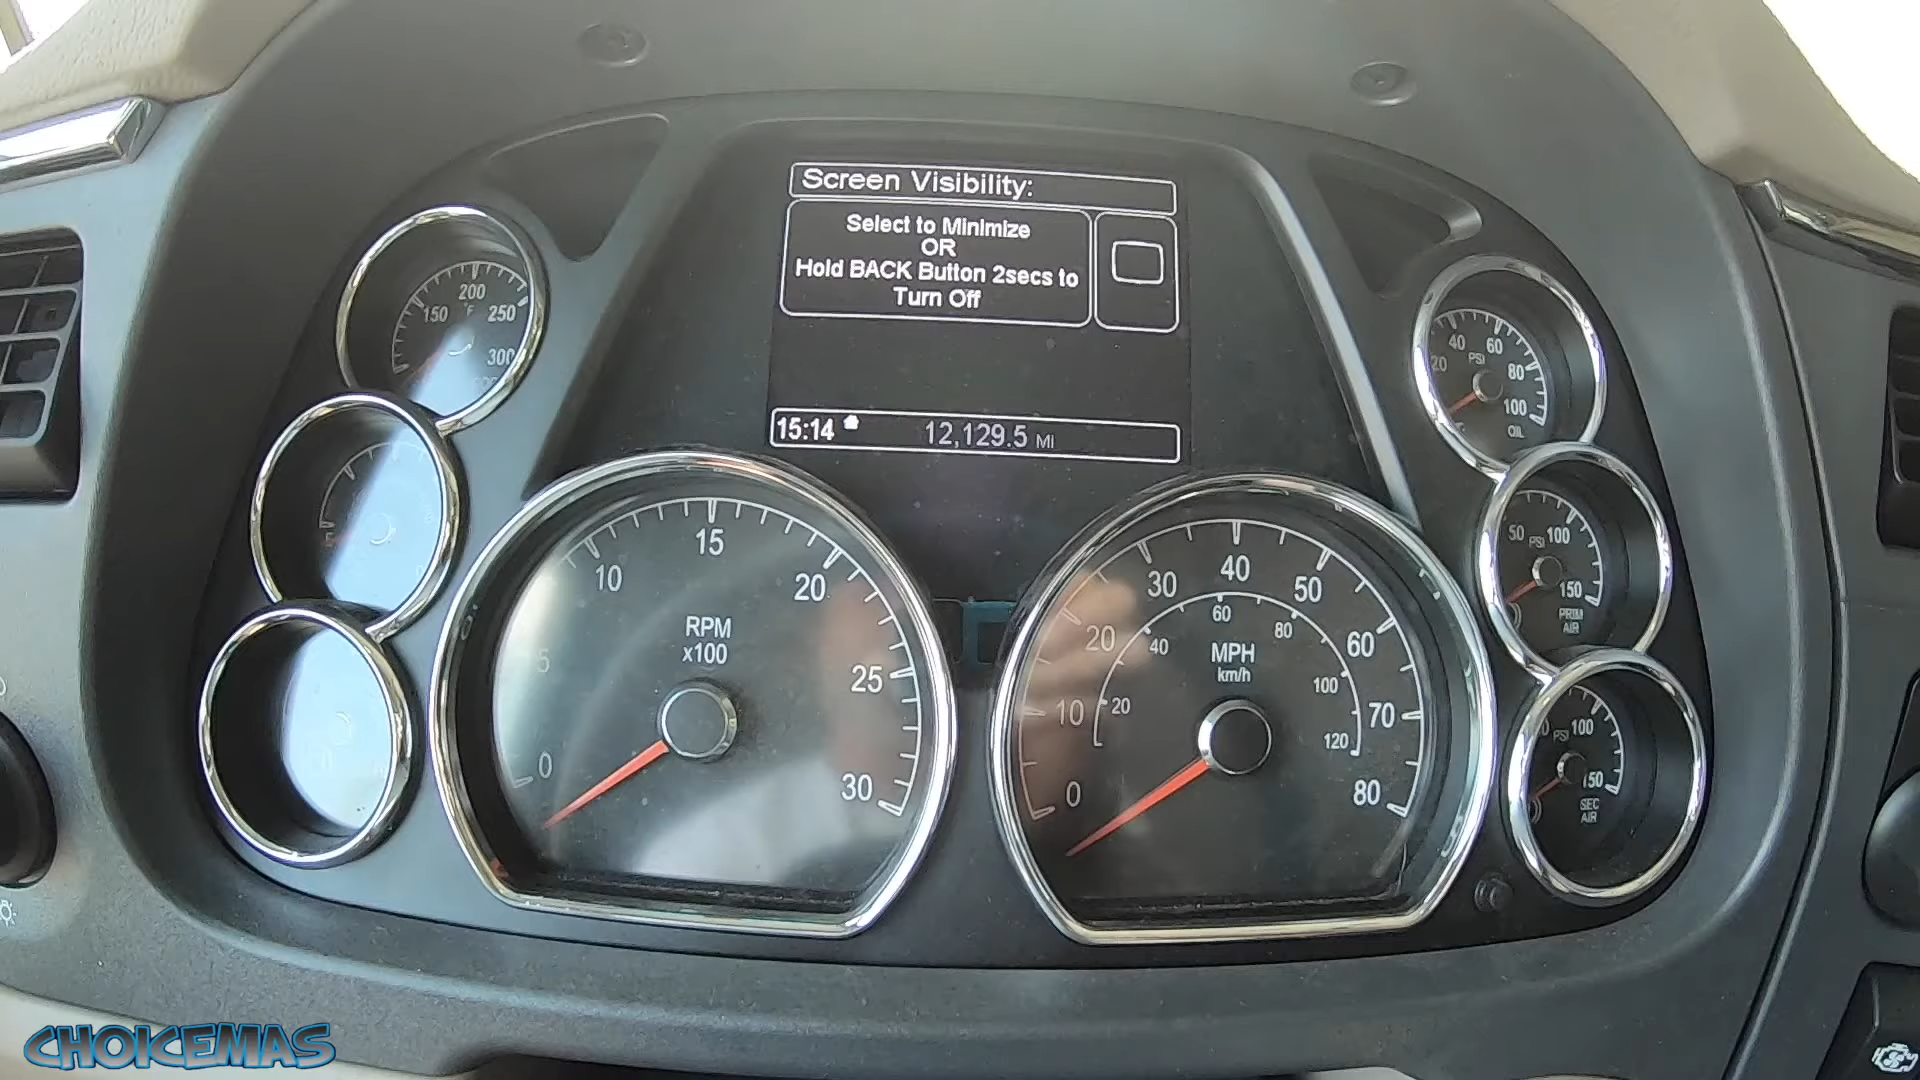 Screen Visibility:
Select to Minimize
OR
Hold BACK Button 2secs to
Turn Off
15:14 12,129.5 MI
150 200 250 300
°F
20 40 60 80 100
PSI
OIL
50 100 150
PSI
PRIM
AIR
100 150
PSI
SEC
AIR
0 5 10 15 20 25 30
RPM
x100
0 10 20 30 40 50 60 70 80
20 40 60 80 100 120
MPH
km/h
CHOICEMAS